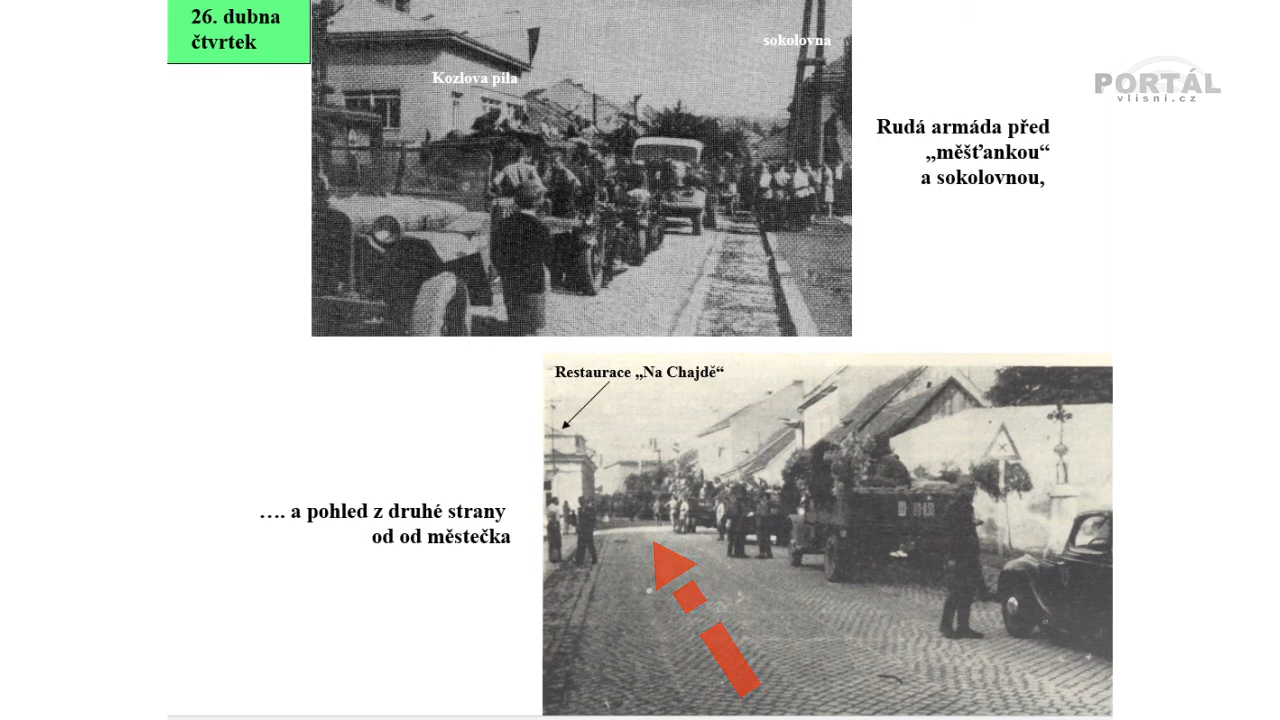 26. dubna
čtvrtek
sokolovna
Kozlova pila
PORTÁL
vlisni.cz
Rudá armáda před
„měšťankou“
a sokolovnou,
Restaurace „Na Chajdě“
…. a pohled z druhé strany
od od městečka